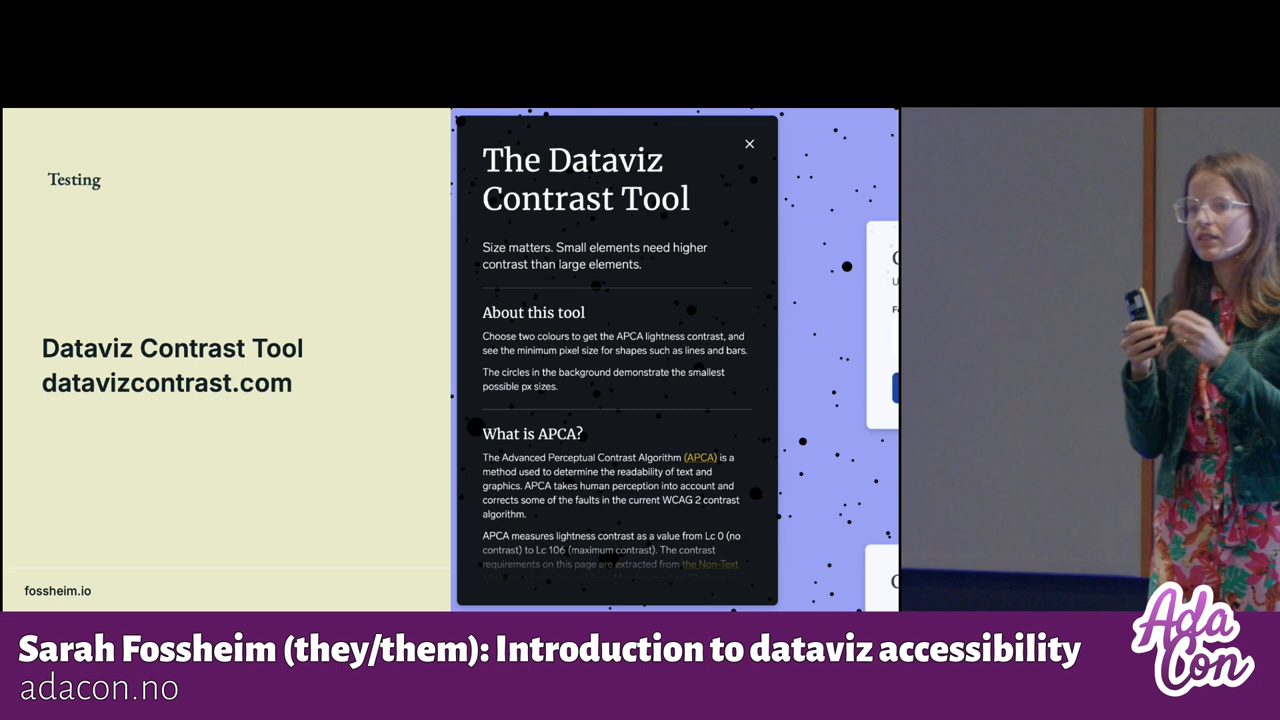 Testing
Dataviz Contrast Tool
datavizcontrast.com
fossheim.io
The Dataviz
Contrast Tool
Size matters. Small elements need higher
contrast than large elements.
About this tool
Choose two colours to get the APCA lightness contrast, and
see the minimum pixel size for shapes such as lines and bars.
The circles in the background demonstrate the smallest
possible px sizes.
What is APCA?
The Advanced Perceptual Contrast Algorithm (APCA) is a
method used to determine the readability of text and
graphics. APCA takes human perception into account and
corrects some of the faults in the current WCAG 2 contrast
algorithm.
APCA measures lightness contrast as a value from Lc 0 (no
contrast) to Lc 106 (maximum contrast). The contrast
requirements on this page are extracted from the Non-Text
Sarah Fossheim (they/them): Introduction to dataviz accessibility
adacon.no
Ada
Con